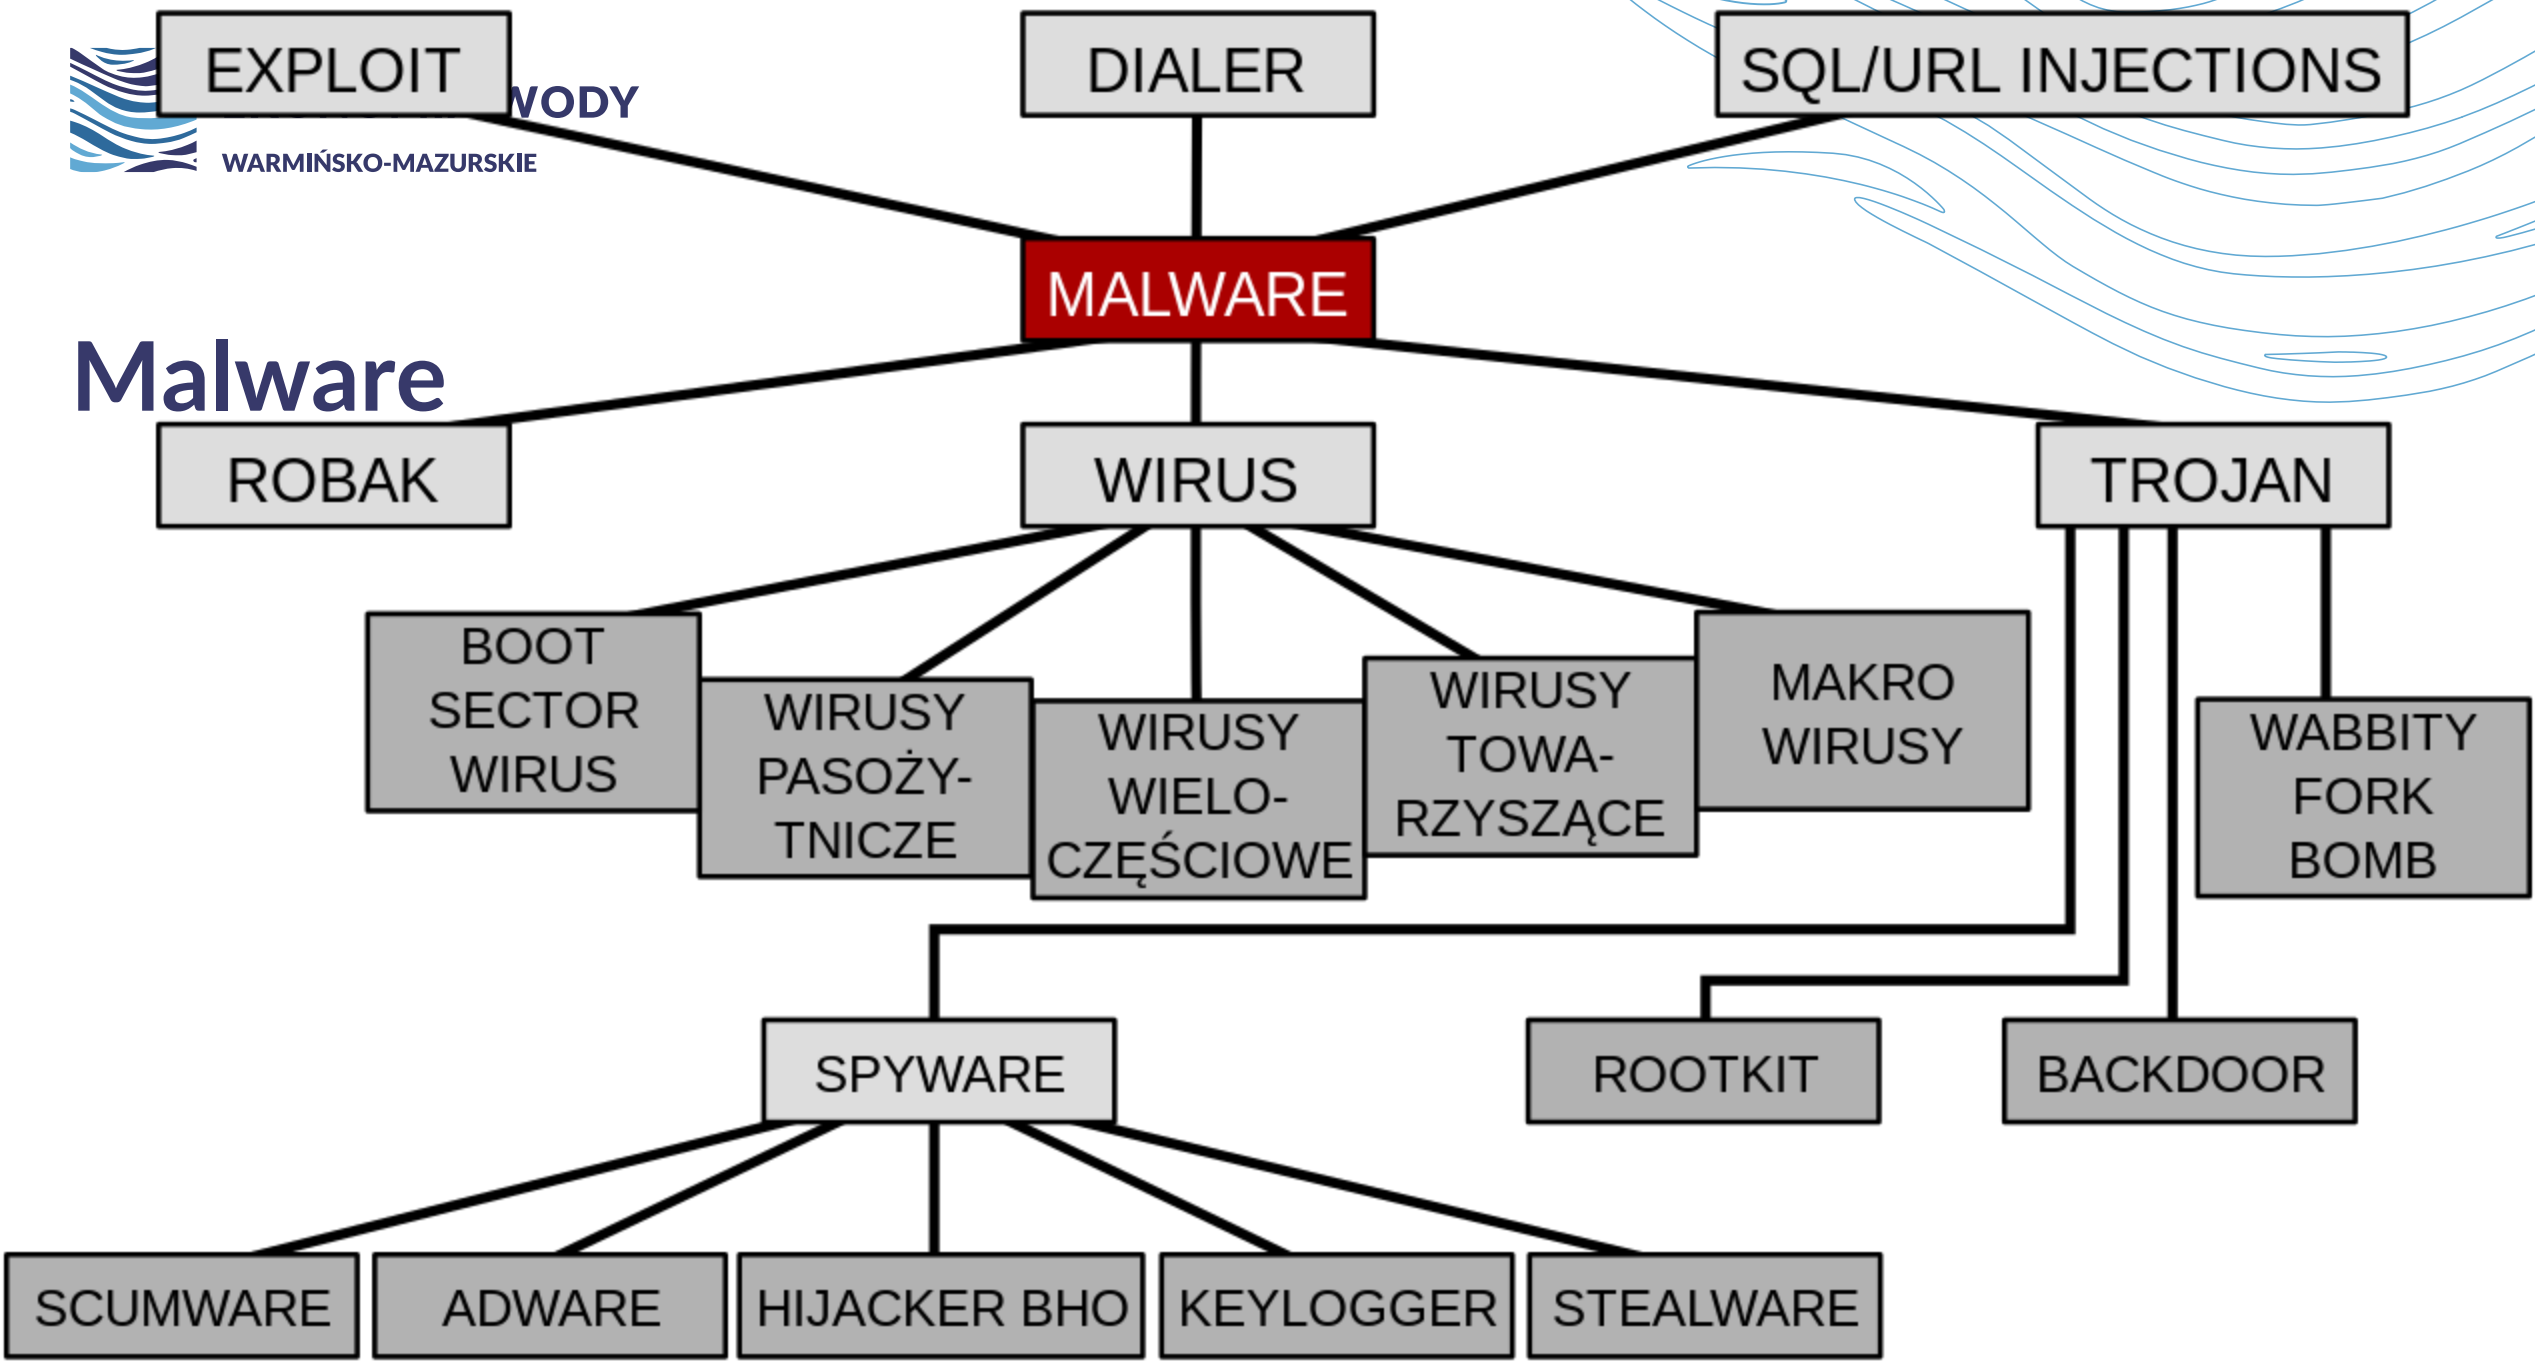 EXPLOIT
DIALER
SQL/URL INJECTIONS
WODY
WARMIŃSKO-MAZURSKIE
MALWARE
Malware
ROBAK
WIRUS
TROJAN
BOOT
SECTOR
WIRUS
WIRUSY
PASOŻY-
TNICZE
WIRUSY
WIELO-
CZĘŚCIOWE
WIRUSY
TOWA-
RZYSZĄCE
MAKRO
WIRUSY
WABBITY
FORK
BOMB
SPYWARE
ROOTKIT
BACKDOOR
SCUMWARE
ADWARE
HIJACKER BHO
KEYLOGGER
STEALWARE